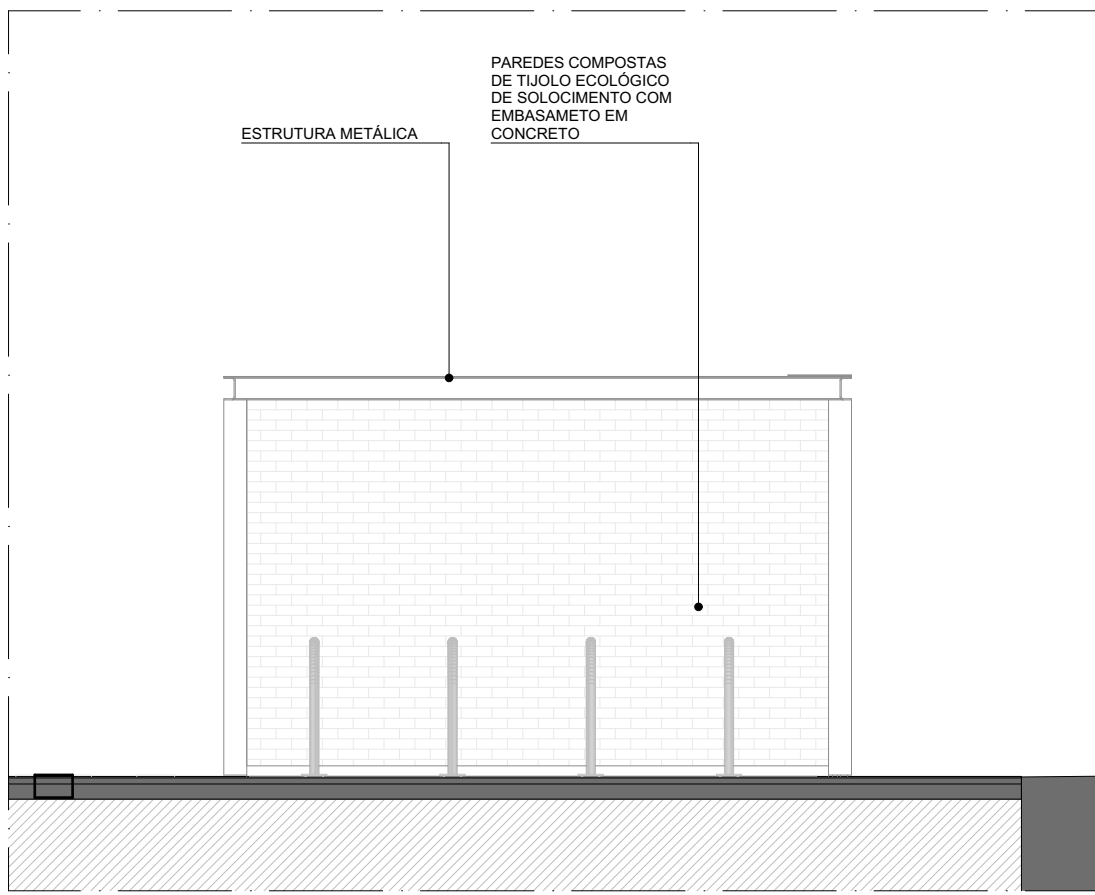 PAREDES COMPOSTAS
DE TIJOLO ECOLÓGICO
DE SOLOCIMENTO COM
EMBASAMETO EM
CONCRETO
ESTRUTURA METÁLICA